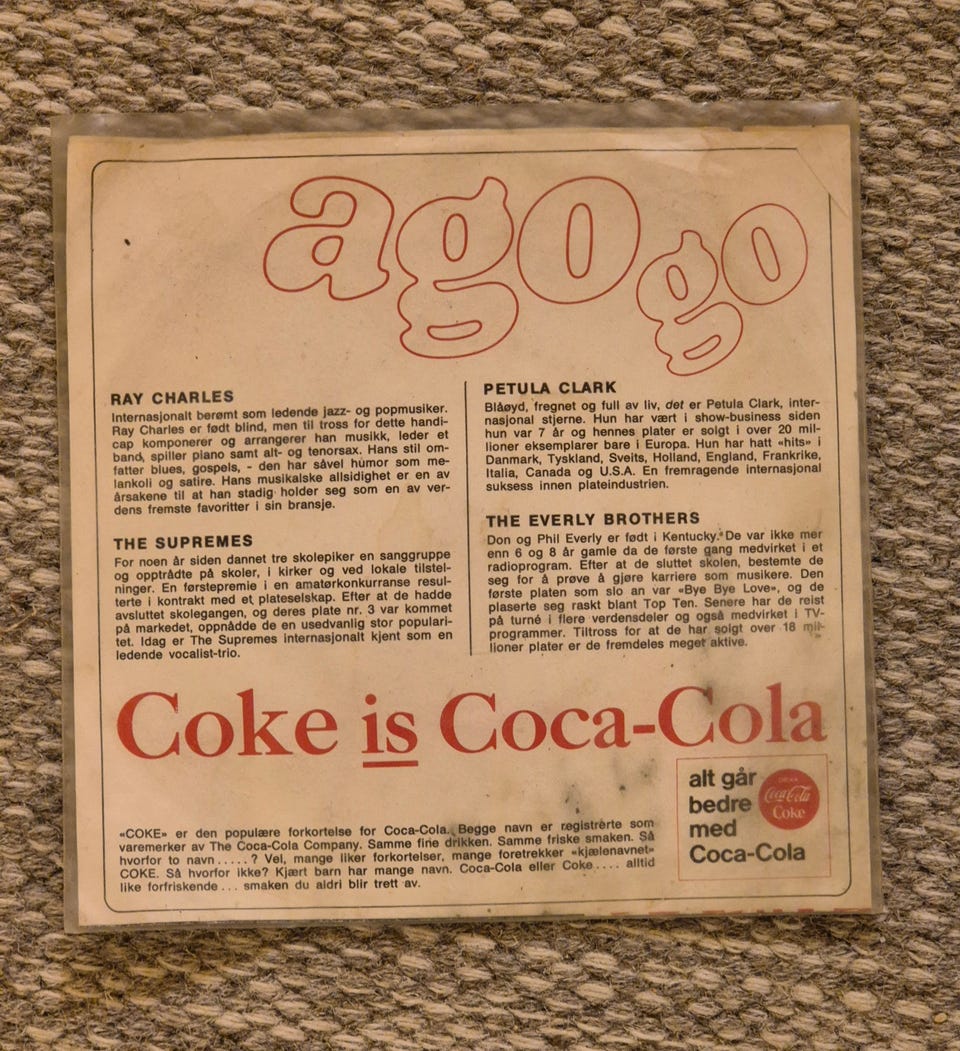 agogo
RAY CHARLES
Internasjonalt berømt som ledende jazz- og popmusiker.
Ray Charles er født blind, men til tross for dette handi-
cap komponerer og arrangerer han musikk, leder et
band, spiller piano samt alt- og tenorsax. Hans stil om-
fatter blues, gospels, - den har såvel humor som me-
lankoli og satire. Hans musikalske allsidighet er en av
årsakene til at han stadig holder seg som en av ver-
dens fremste favoritter i sin bransje.
THE SUPREMES
For noen år siden dannet tre skolepiker en sanggruppe
og opptrådte på skoler, i kirker og ved lokale tilstel-
ninger. En førstepremie i en amatørkonkurranse resul-
terte i kontrakt med et plateselskap. Efter at de hadde
avsluttet skolegangen, og deres plate nr. 3 var kommet
på markedet, oppnådde de en usedvanlig stor populari-
tet. Idag er The Supremes internasjonalt kjent som en
ledende vocalist-trio.
PETULA CLARK
Blåøyd, fregnet og full av liv, det er Petula Clark, inter-
nasjonal stjerne. Hun har vært i show-business siden
hun var 7 år og hennes plater er solgt i over 20 mil-
lioner eksemplarer bare i Europa. Hun har hatt «hits» i
Danmark, Tyskland, Sveits, Holland, England, Frankrike,
Italia, Canada og U.S.A. En fremragende internasjonal
suksess innen plateindustrien.
THE EVERLY BROTHERS
Don og Phil Everly er født i Kentucky. De var ikke mer
enn 6 og 8 år gamle da de første gang medvirket i et
radioprogram. Efter at de sluttet skolen, bestemte de
seg for å prøve å gjøre karriere som musikere. Den
første platen som slo an var «Bye Bye Love», og de
plaserte seg raskt blant Top Ten. Senere har de reist
på turné i flere verdensdeler og også medvirket i TV-
programmer. Tiltross for at de har solgt over 18 mil-
lioner plater er de fremdeles meget aktive.
Coke is Coca-Cola
«COKE» er den populære forkortelse for Coca-Cola. Begge navn er registrerte som
varemerker av The Coca-Cola Company. Samme fine drikken. Samme friske smaken. Så
hvorfor to navn.....? Vel, mange liker forkortelser, mange foretrekker «kjælenavnet»
COKE. Så hvorfor ikke? Kjært barn har mange navn. Coca-Cola eller Coke.... alltid
like forfriskende... smaken du aldri blir trett av.
alt går
bedre
med
Coca-Cola
DRINK
Coca-Cola
Coke